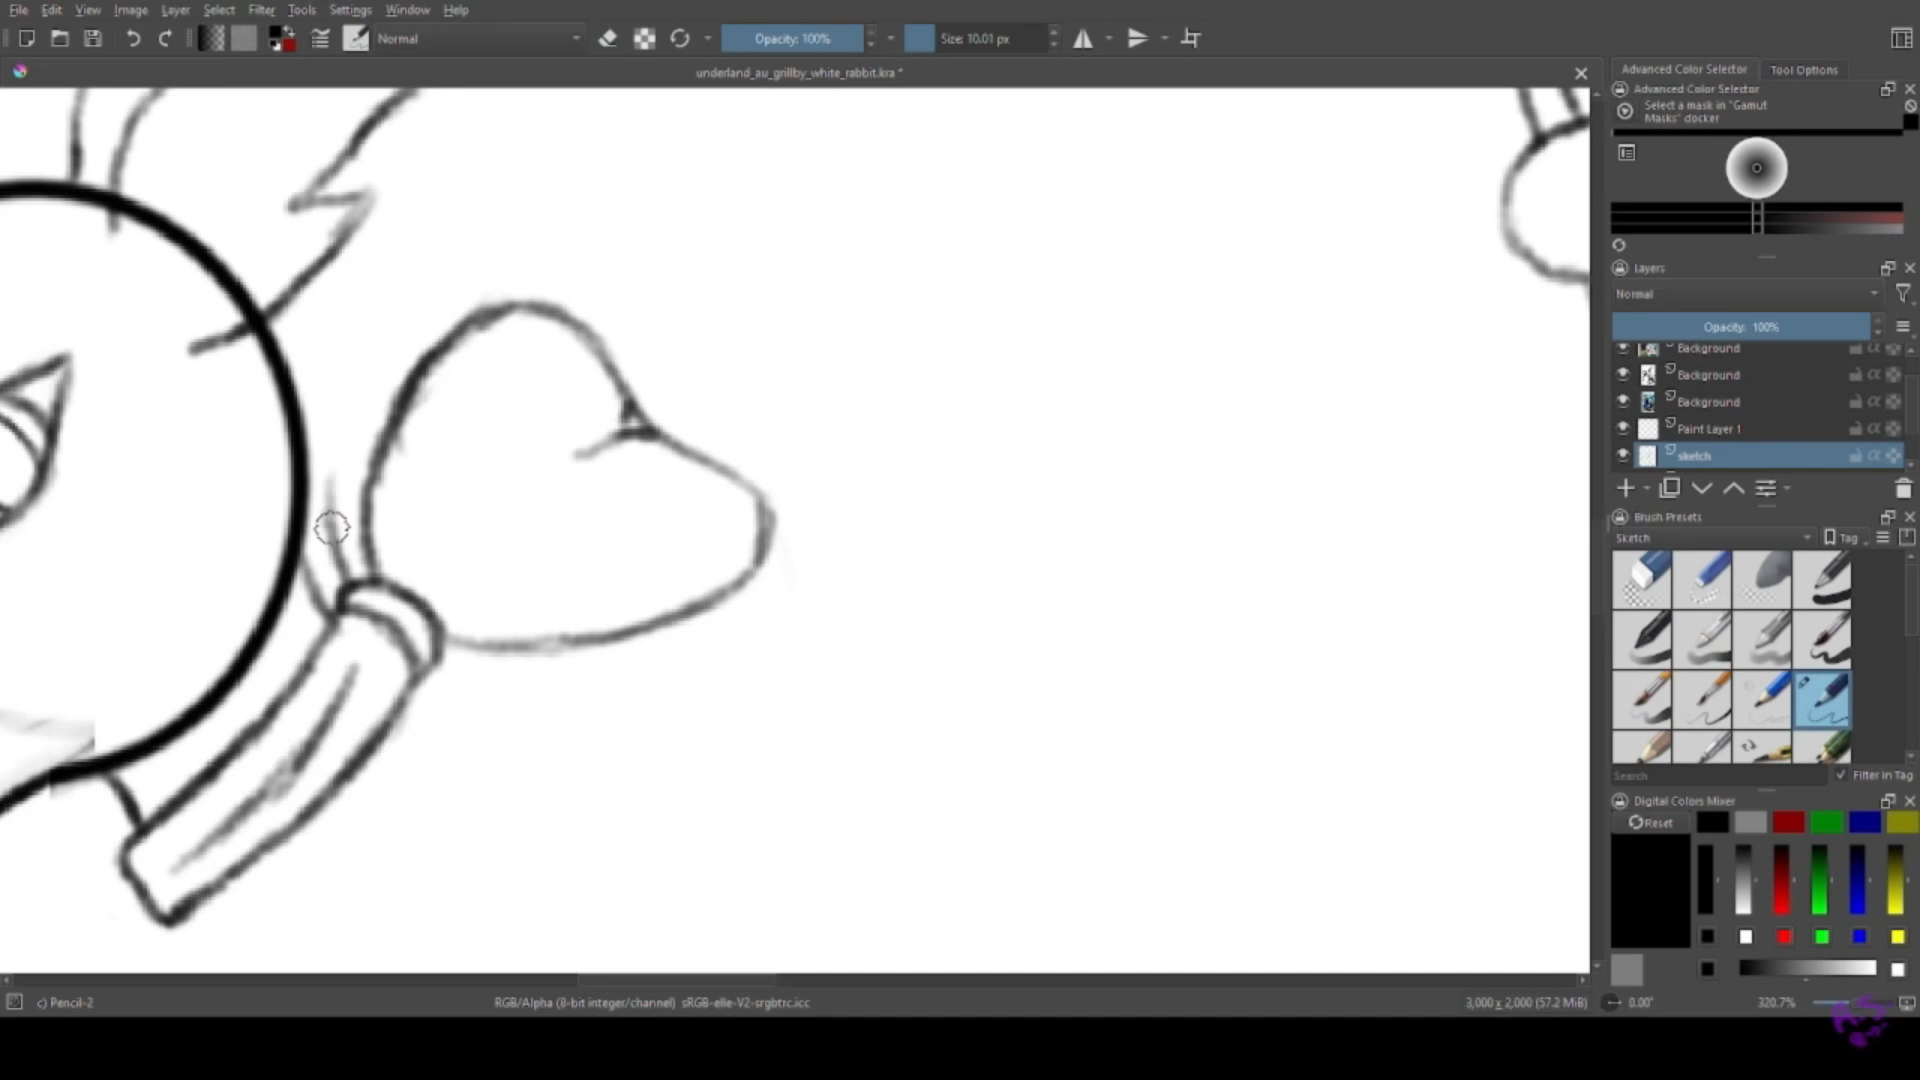 File Edit View Image Layer Select Filter Tools Settings Window Help
Normal Opacity: 100% Size: 10.01 px
underland_au_grillby_white_rabbit.kra *
Advanced Color Selector Tool Options
Advanced Color Selector
Select a mask in "Gamut
Masks" docker
Layers
Normal
Opacity: 100%
Background
Background
Background
Paint Layer 1
sketch
Brush Presets
Sketch Tag
Search Filter in Tag
Digital Colors Mixer
Reset
c) Pencil-2 RGB/Alpha (8-bit integer/channel) sRGB-elle-V2-srgbtrc.icc 3,000 x 2,000 (57.2 MiB) 0.00° 320.7%